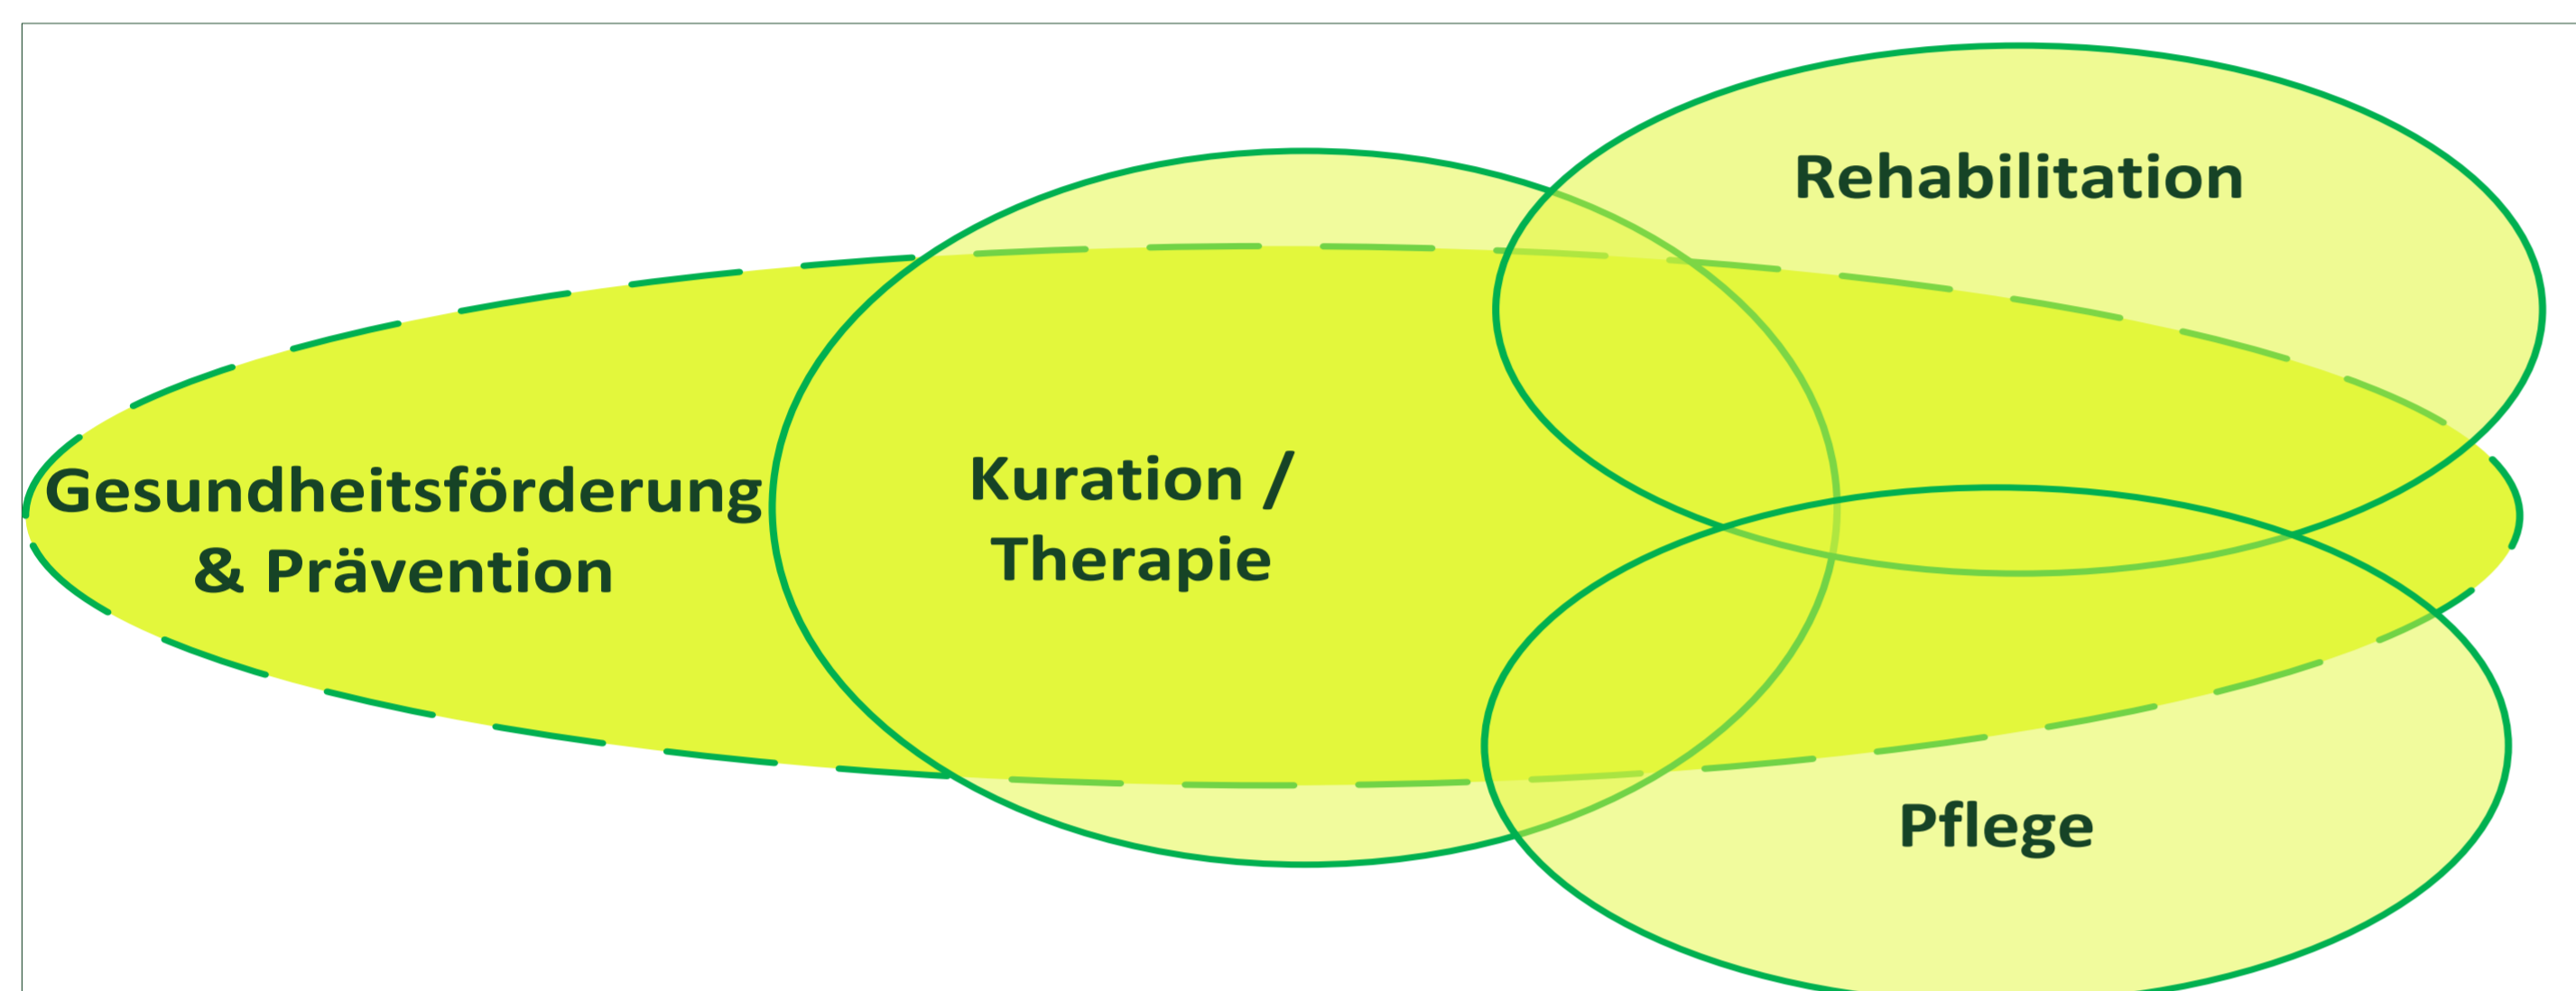 Rehabilitation
Gesundheitsförderung
& Prävention
Kuration /
Therapie
Pflege